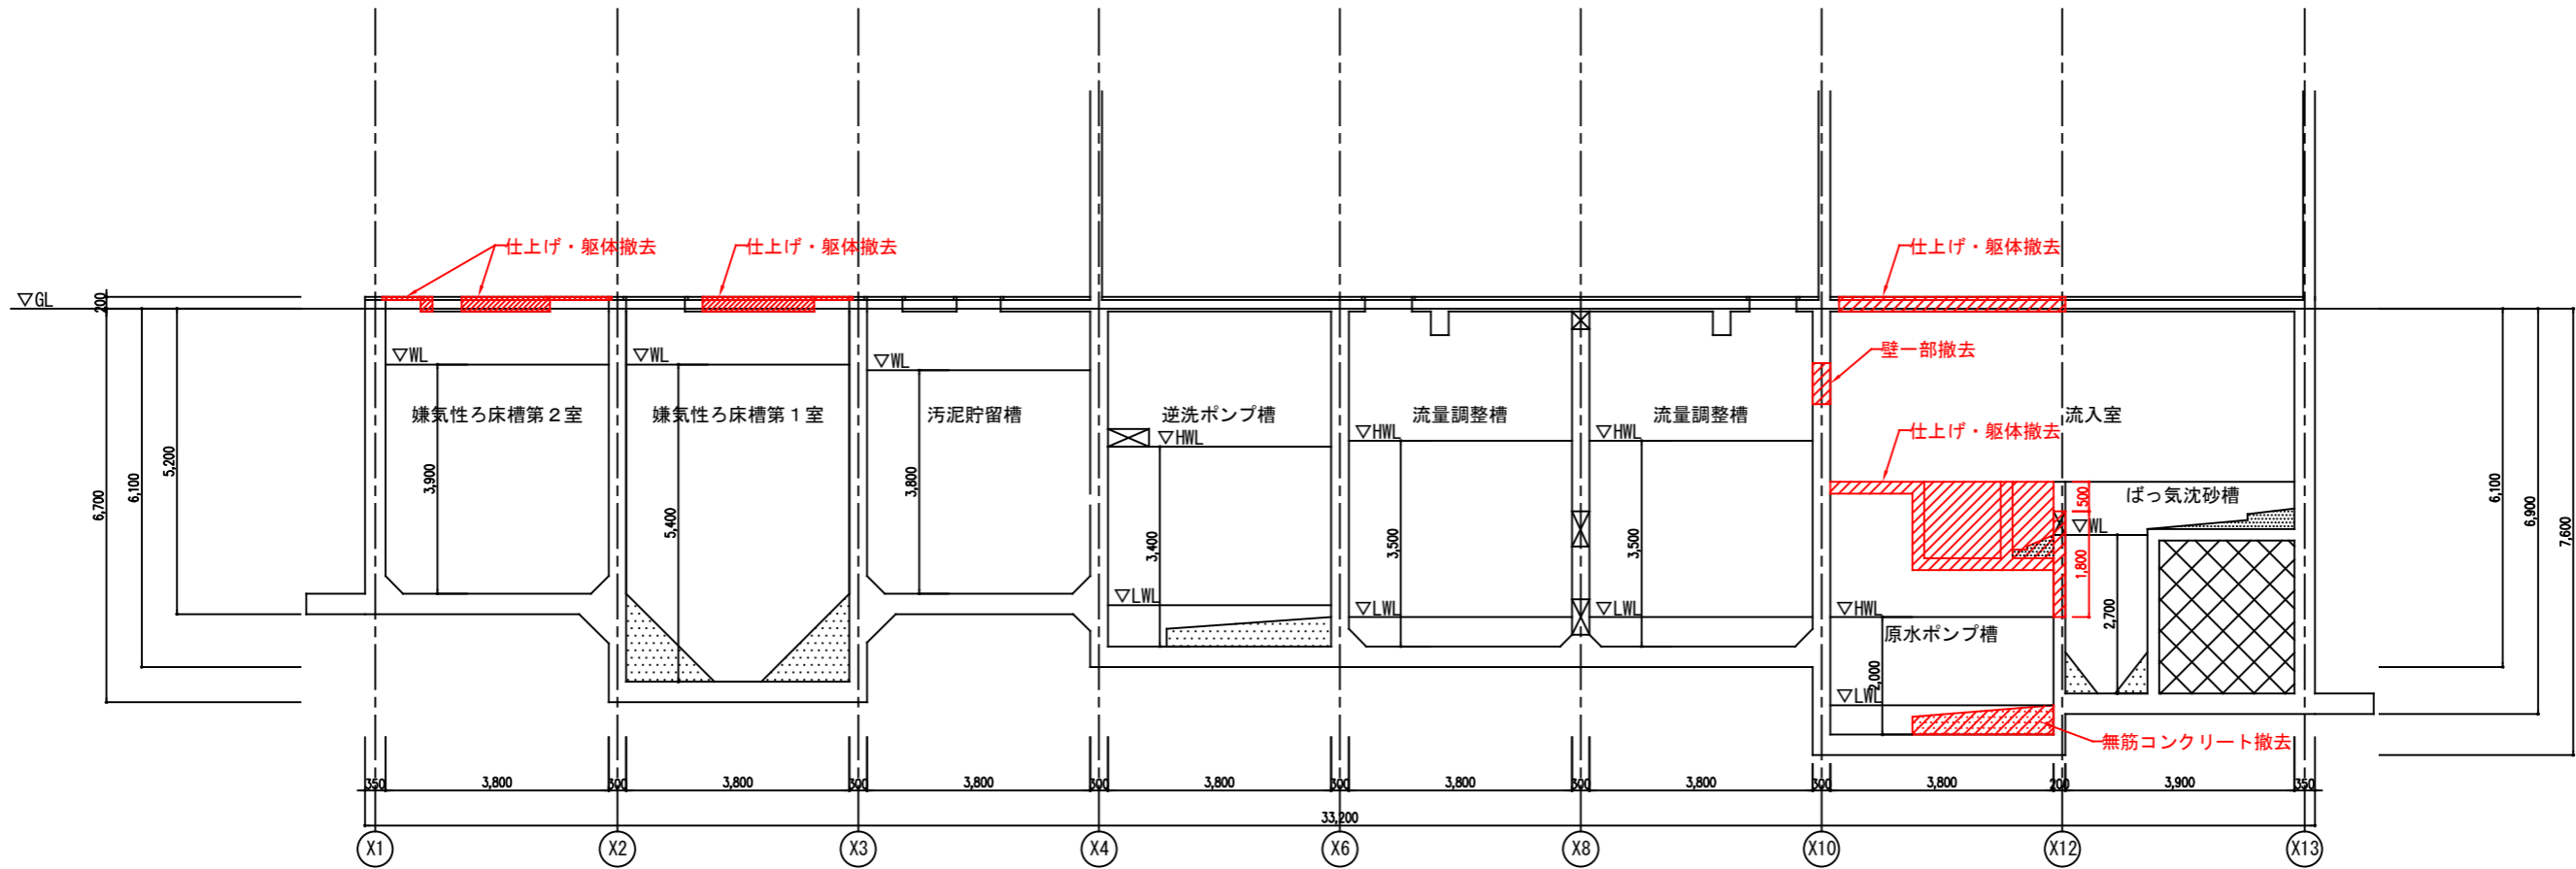 仕上げ・躯体撤去
仕上げ・躯体撤去
仕上げ・躯体撤去
▽GL
200
壁一部撤去
▽WL
▽WL
▽WL
嫌気性ろ床槽第２室
嫌気性ろ床槽第１室
汚泥貯留槽
逆洗ポンプ槽
流量調整槽
流量調整槽
流入室
▽HWL
▽HWL
▽HWL
仕上げ・躯体撤去
6,700
6,100
5,200
3,900
5,400
3,800
3,400
3,500
3,500
ばっ気沈砂槽
500
▽WL
1,800
2,700
6,100
6,900
7,600
▽LWL
▽LWL
▽LWL
▽HWL
原水ポンプ槽
2,000
▽LWL
無筋コンクリート撤去
350
3,800
300
3,800
300
3,800
300
3,800
300
3,800
300
3,800
300
3,800
200
3,900
350
33,200
X1
X2
X3
X4
X6
X8
X10
X12
X13